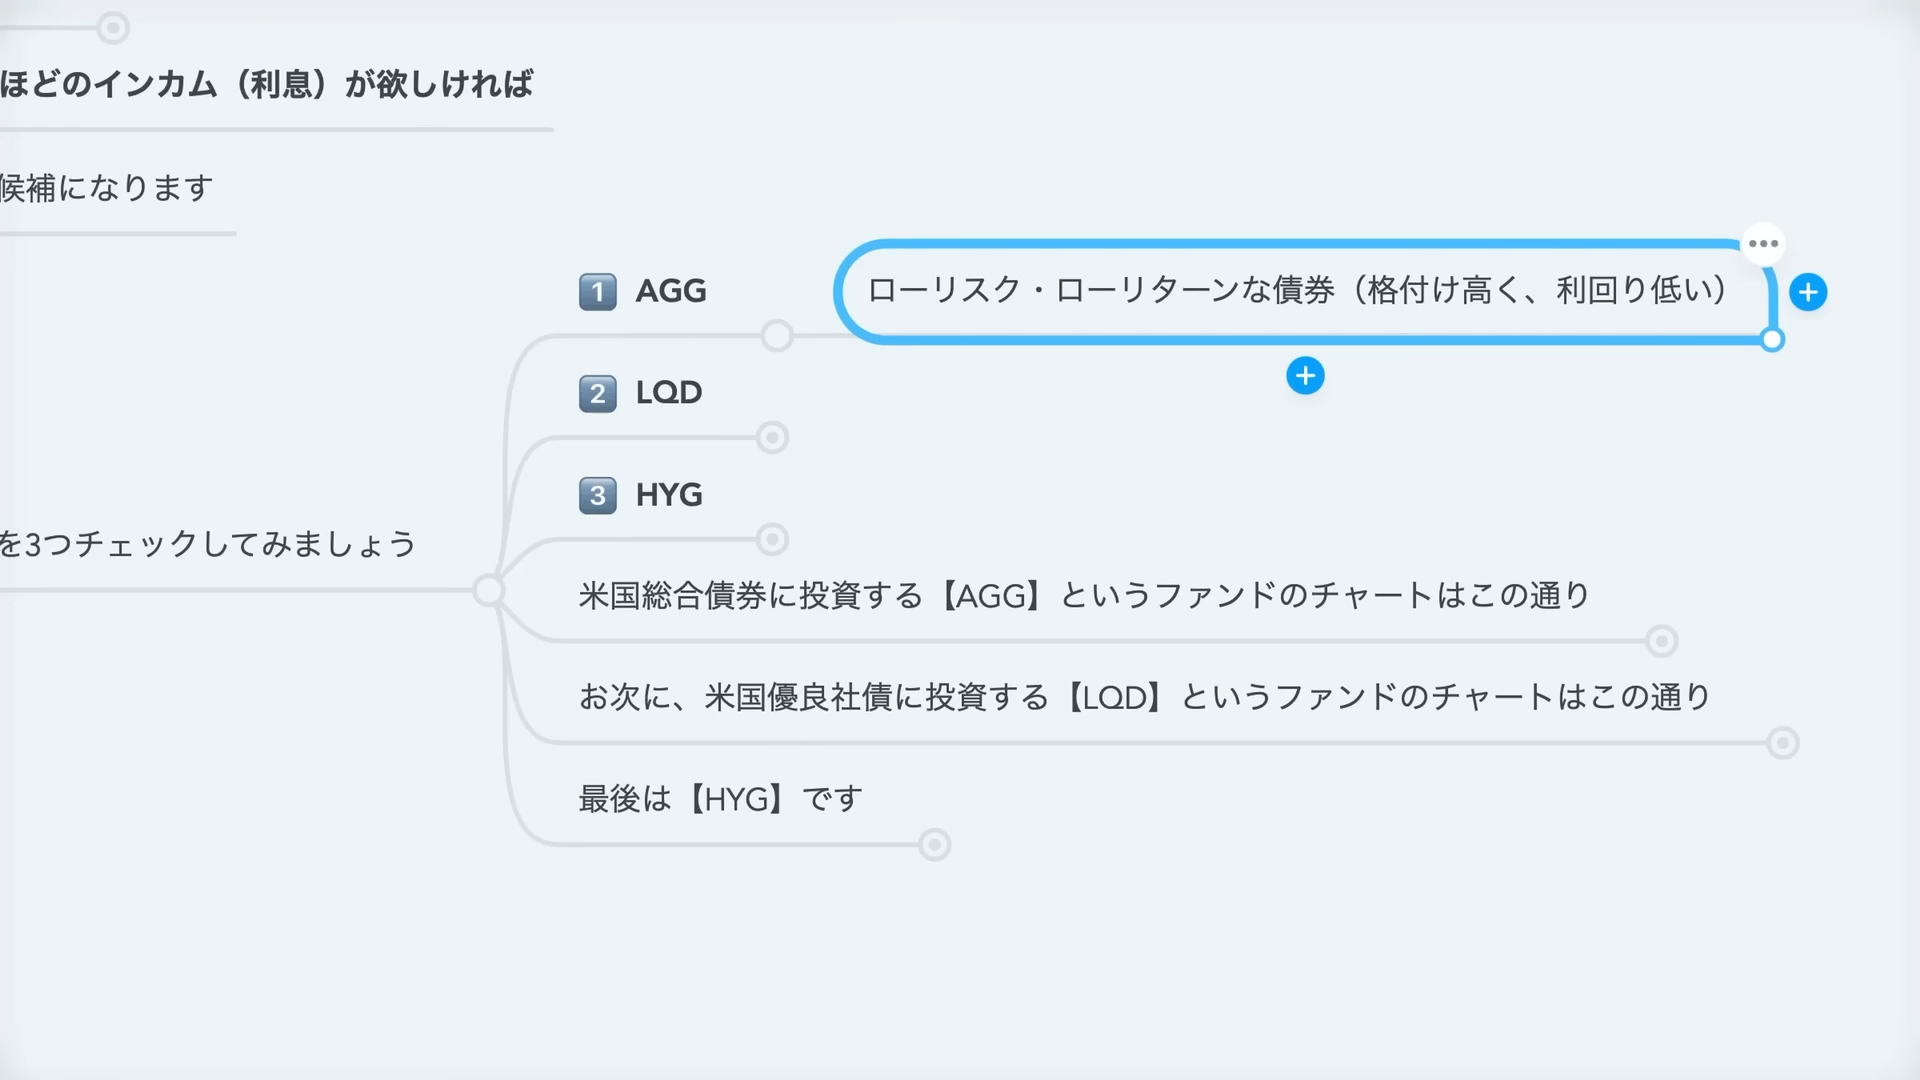 ほどのインカム（利息）が欲しければ
候補になります
1 AGG
ローリスク・ローリターンな債券（格付け高く、利回り低い）
2 LQD
3 HYG
を3つチェックしてみましょう
米国総合債券に投資する【AGG】というファンドのチャートはこの通り
お次に、米国優良社債に投資する【LQD】というファンドのチャートはこの通り
最後は【HYG】です